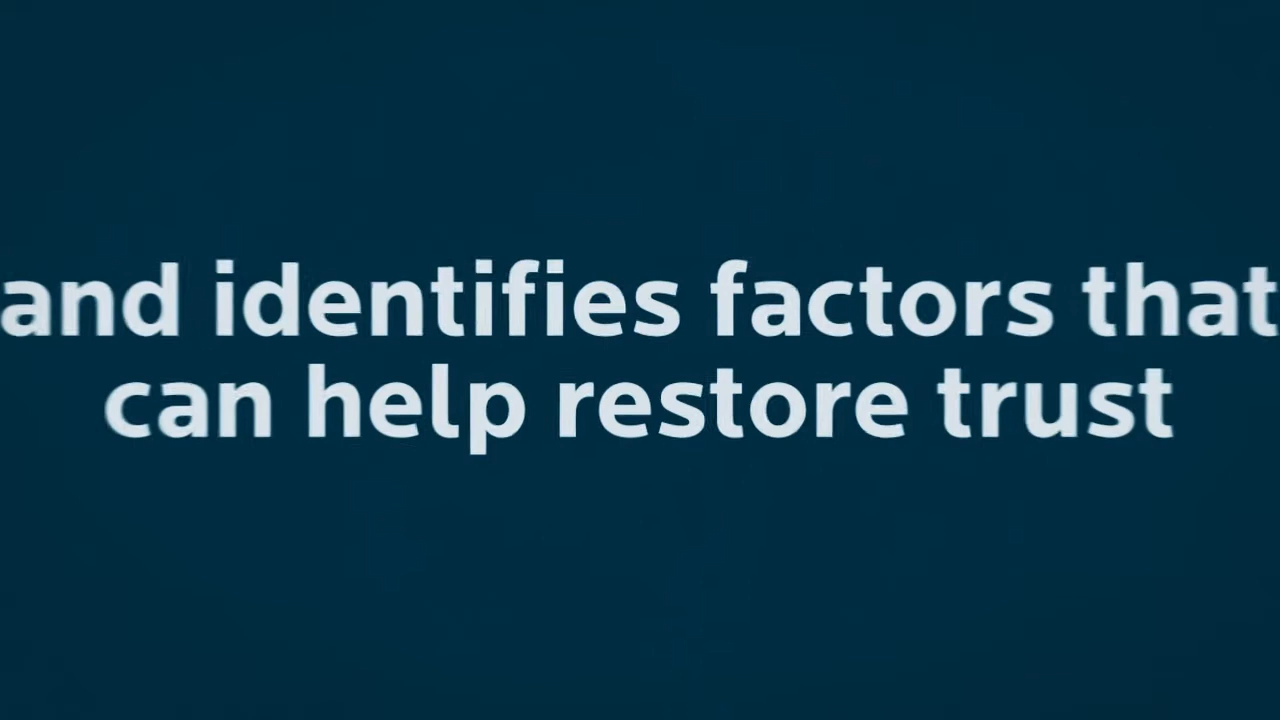 and identifies factors that
can help restore trust